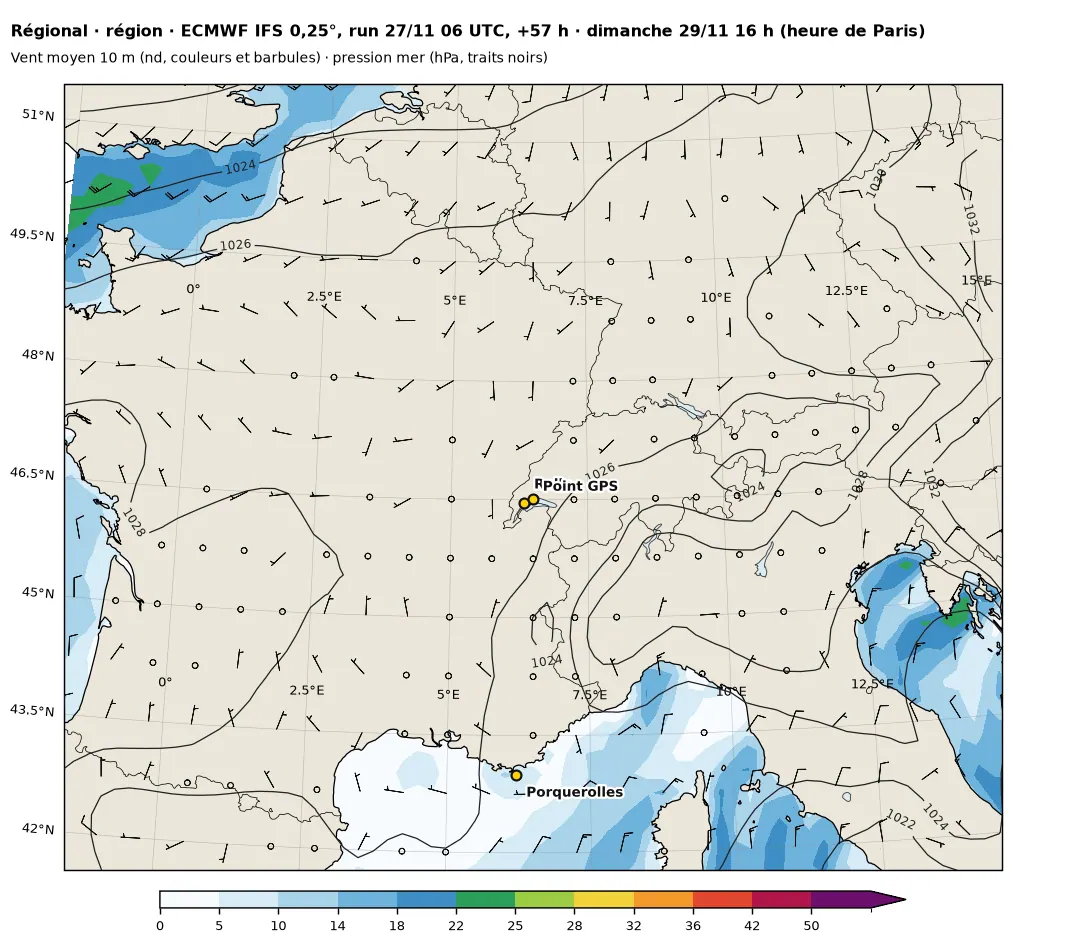 Régional · région · ECMWF IFS 0,25°, run 27/11 06 UTC, +57 h · dimanche 29/11 16 h (heure de Paris)
Vent moyen 10 m (nd, couleurs et barbules) · pression mer (hPa, traits noirs)
51°N
1024
1030
1032
49.5°N
1026
0°
2.5°E
5°E
7.5°E
10°E
12.5°E
15°E
48°N
46.5°N
1026
Point GPS
1024
1028
1032
1028
45°N
1024
0°
2.5°E
5°E
7.5°E
10°E
12.5°E
43.5°N
Porquerolles
1022
1024
42°N
0 5 10 14 18 22 25 28 32 36 42 50